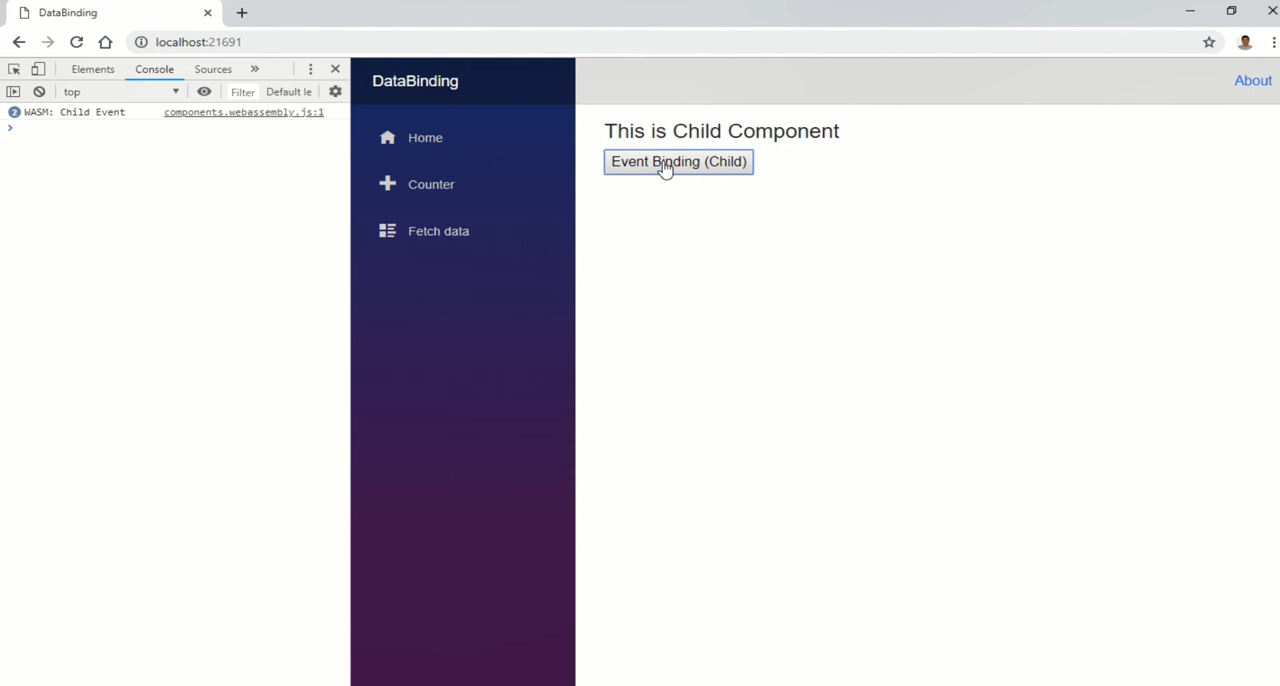 DataBinding
localhost:21691
Elements Console Sources »
top Filter Default le
2 WASM: Child Event components.webassembly.js:1
>
DataBinding
Home
Counter
Fetch data
About
This is Child Component
Event Binding (Child)